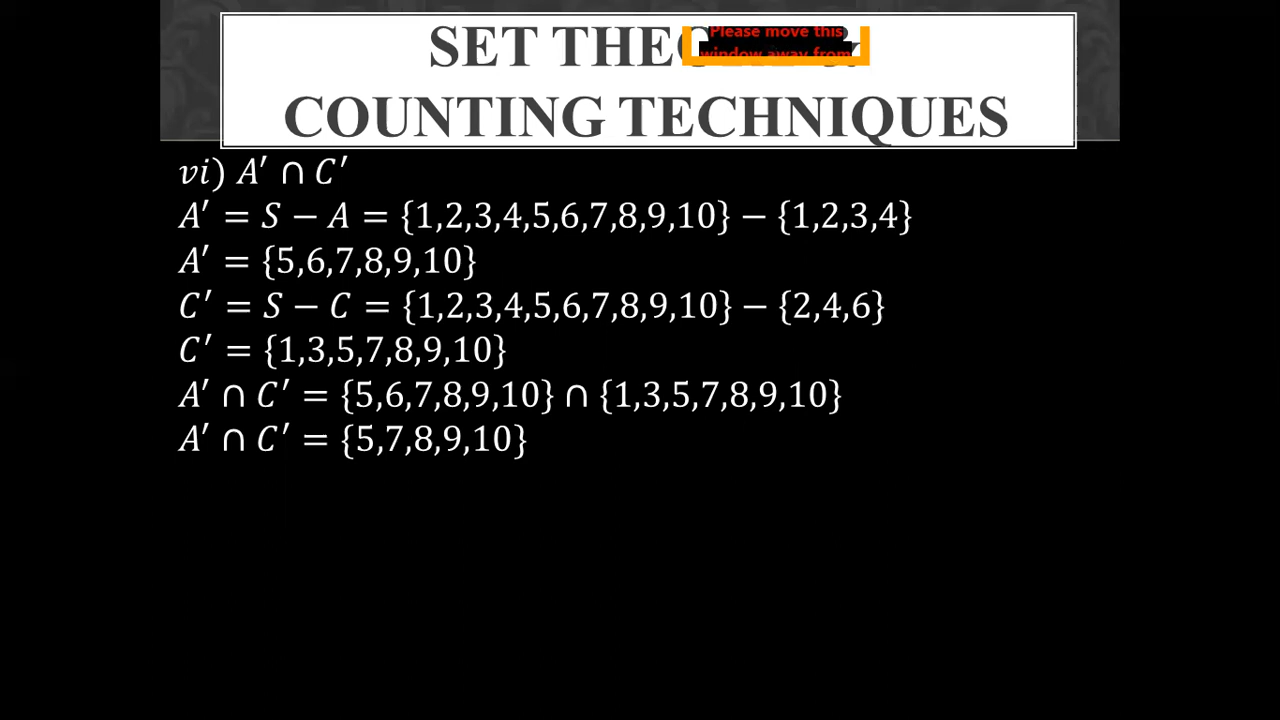 SET THE
Please move this
window away from
COUNTING TECHNIQUES
vi) A′ ∩ C′
A′ = S − A = {1,2,3,4,5,6,7,8,9,10} − {1,2,3,4}
A′ = {5,6,7,8,9,10}
C′ = S − C = {1,2,3,4,5,6,7,8,9,10} − {2,4,6}
C′ = {1,3,5,7,8,9,10}
A′ ∩ C′ = {5,6,7,8,9,10} ∩ {1,3,5,7,8,9,10}
A′ ∩ C′ = {5,7,8,9,10}